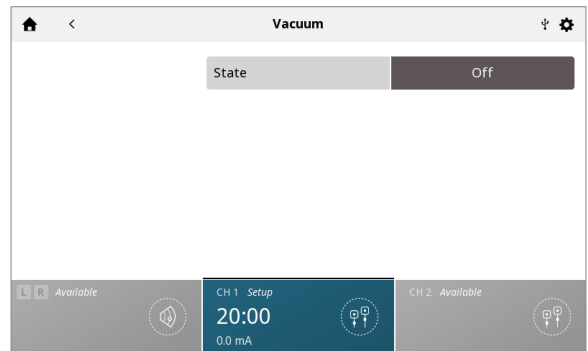 Vacuum
State
Off
L R Available
CH 1 Setup
20:00
0.0 mA
CH 2 Available